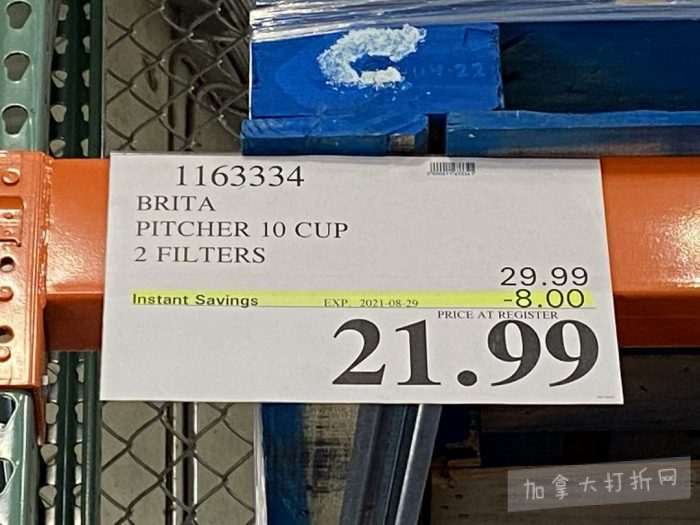 1163334
BRITA
PITCHER 10 CUP
2 FILTERS
29.99
Instant Savings EXP. 2021-08-29 -8.00
PRICE AT REGISTER
21.99
加拿大打折网